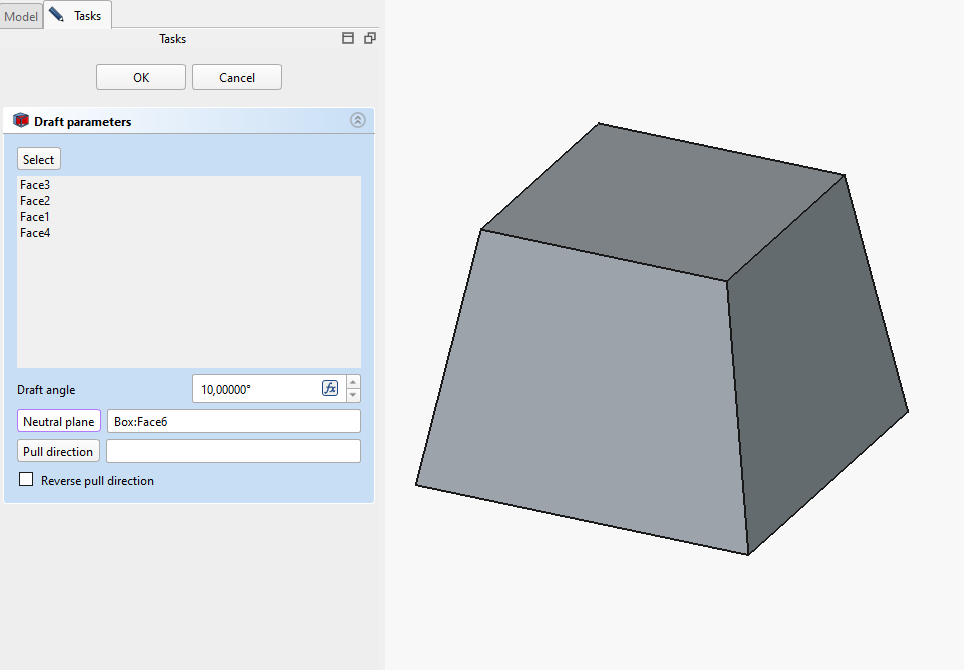 Model
Tasks
Tasks
OK
Cancel
Draft parameters
Select
Face3
Face2
Face1
Face4
Draft angle
10,00000°
fx
Neutral plane
Box:Face6
Pull direction
Reverse pull direction